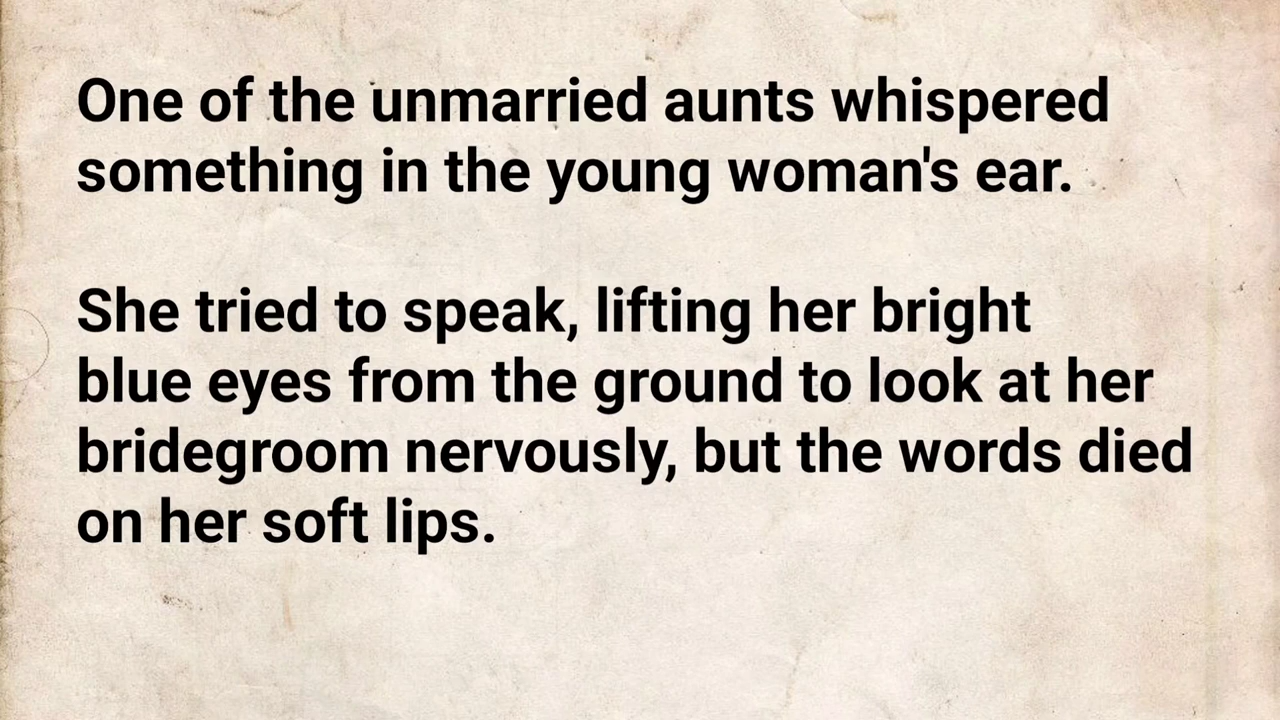 One of the unmarried aunts whispered
something in the young woman's ear.
She tried to speak, lifting her bright
blue eyes from the ground to look at her
bridegroom nervously, but the words died
on her soft lips.